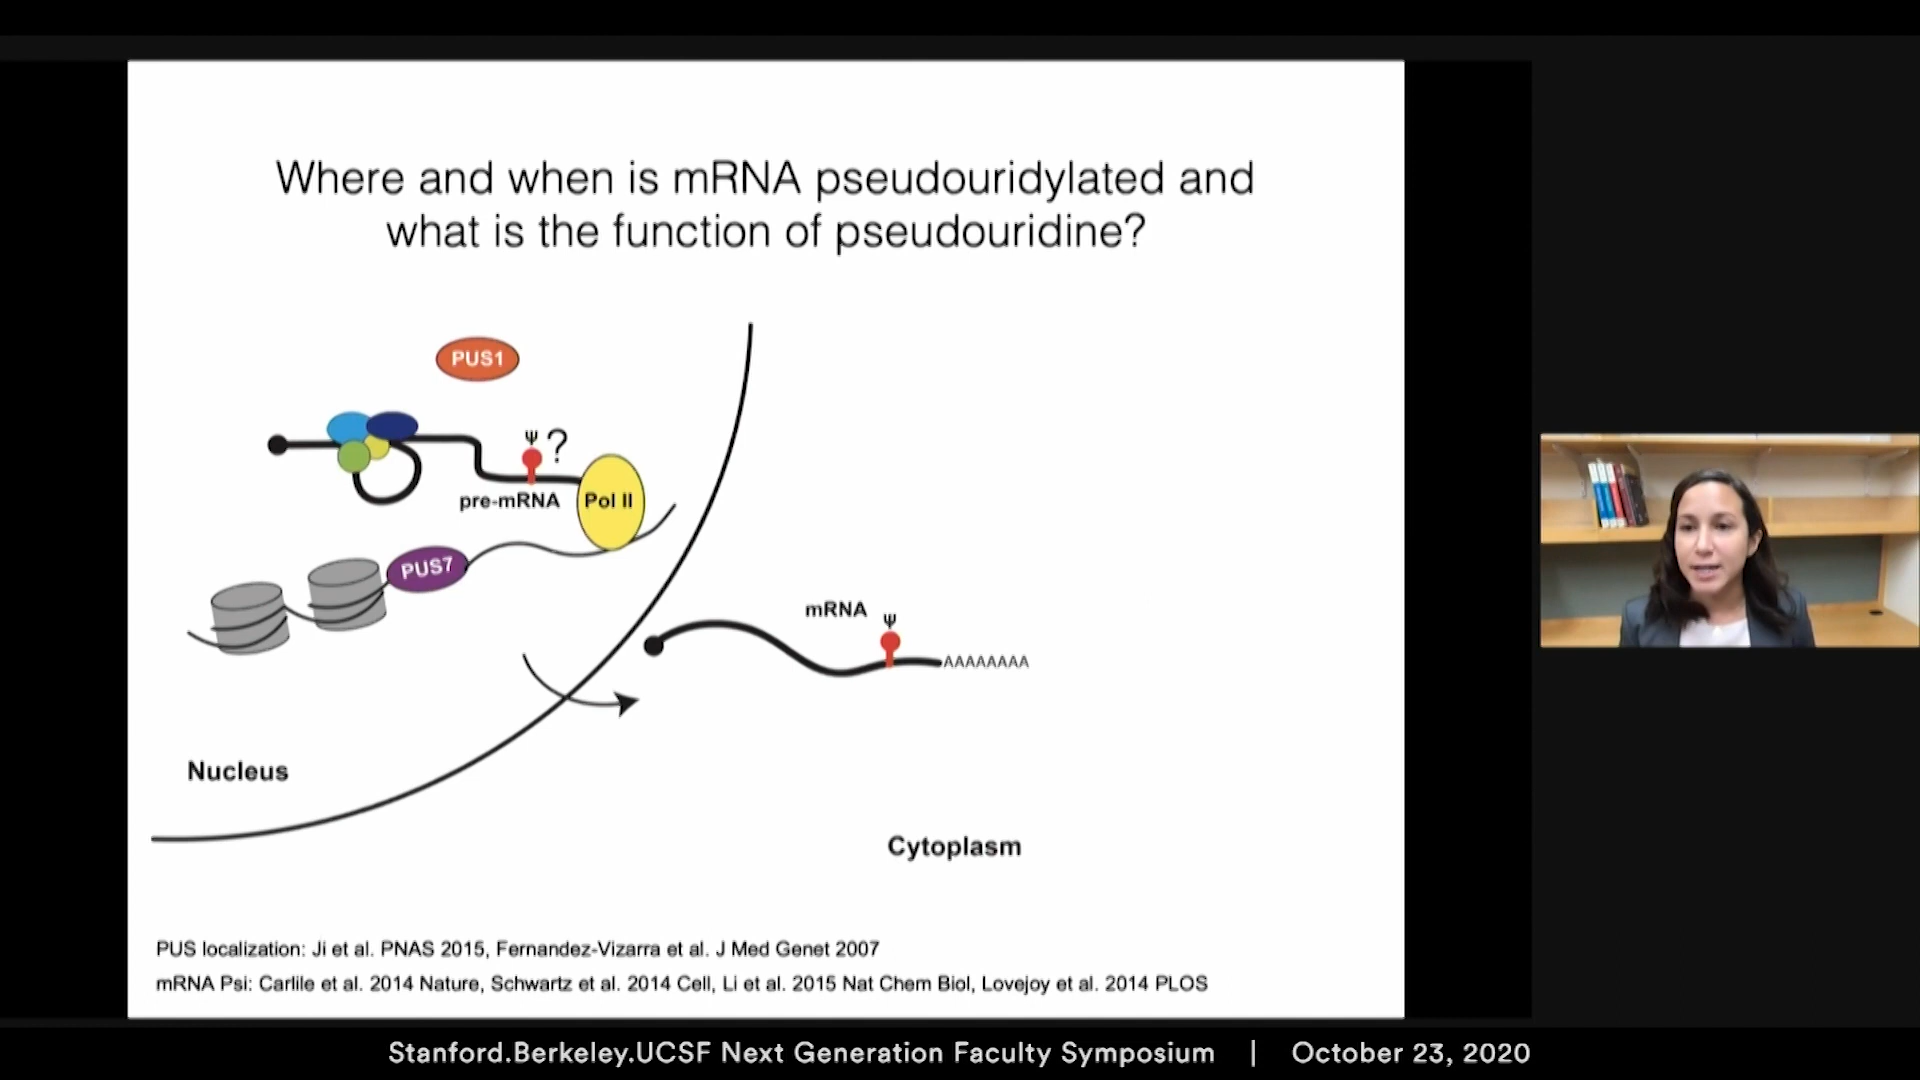 Where and when is mRNA pseudouridylated and
what is the function of pseudouridine?
PUS1
Ψ ?
pre-mRNA
Pol II
PUS7
mRNA
Ψ
AAAAAAAA
Nucleus
Cytoplasm
PUS localization: Ji et al. PNAS 2015, Fernandez-Vizarra et al. J Med Genet 2007
mRNA Psi: Carlile et al. 2014 Nature, Schwartz et al. 2014 Cell, Li et al. 2015 Nat Chem Biol, Lovejoy et al. 2014 PLOS
Stanford.Berkeley.UCSF Next Generation Faculty Symposium | October 23, 2020